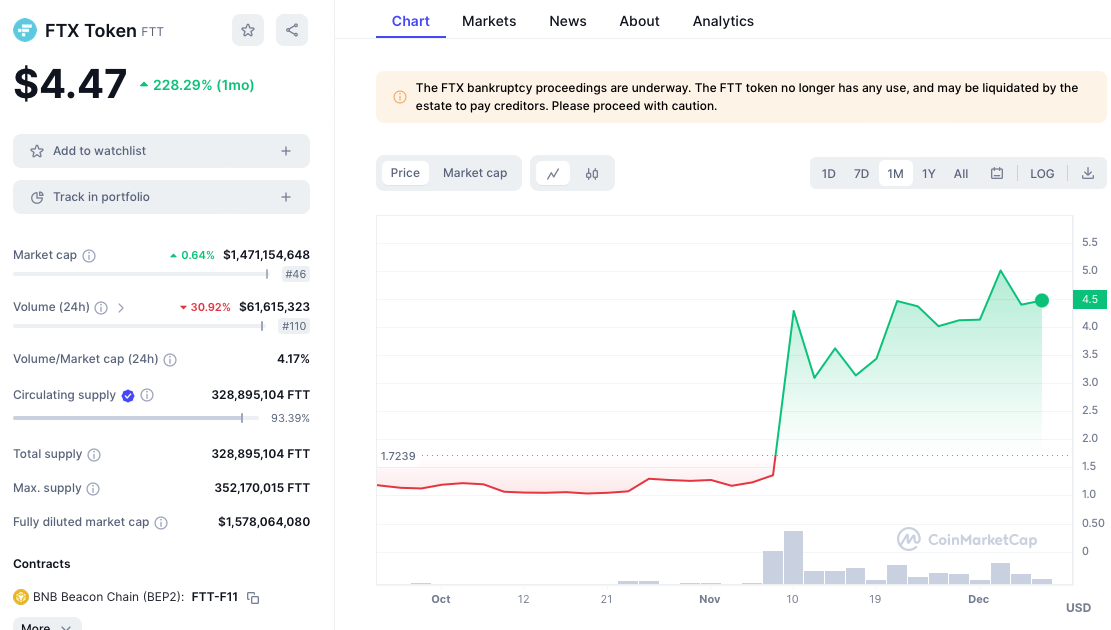 FTX Token FTT
$4.47 228.29% (1mo)
Add to watchlist
Track in portfolio
Market cap 0.64% $1,471,154,648
#46
Volume (24h) 30.92% $61,615,323
#110
Volume/Market cap (24h) 4.17%
Circulating supply 328,895,104 FTT
93.39%
Total supply 328,895,104 FTT
Max. supply 352,170,015 FTT
Fully diluted market cap $1,578,064,080
Contracts
BNB Beacon Chain (BEP2): FTT-F11
More
Chart Markets News About Analytics
The FTX bankruptcy proceedings are underway. The FTT token no longer has any use, and may be liquidated by the
estate to pay creditors. Please proceed with caution.
Price Market cap 1D 7D 1M 1Y All LOG
5.5
5.0
4.5
4.0
3.5
3.0
2.5
2.0
1.7239
1.5
1.0
0.50
CoinMarketCap
0
Oct 12 21 Nov 10 19 Dec
USD